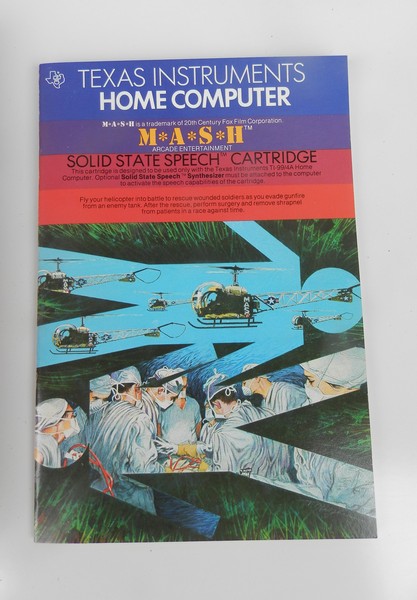 TEXAS INSTRUMENTS
HOME COMPUTER
M*A*S*H is a trademark of 20th Century Fox Film Corporation.
M*A*S*H™
ARCADE ENTERTAINMENT
SOLID STATE SPEECH™ CARTRIDGE
This cartridge is designed to be used only with the Texas Instruments TI-99/4A Home
Computer. Optional Solid State Speech™ Synthesizer must be attached to the computer
to activate the speech capabilities of the cartridge.
Fly your helicopter into battle to rescue wounded soldiers as you evade gunfire
from an enemy tank. After the rescue, perform surgery and remove shrapnel
from patients in a race against time.